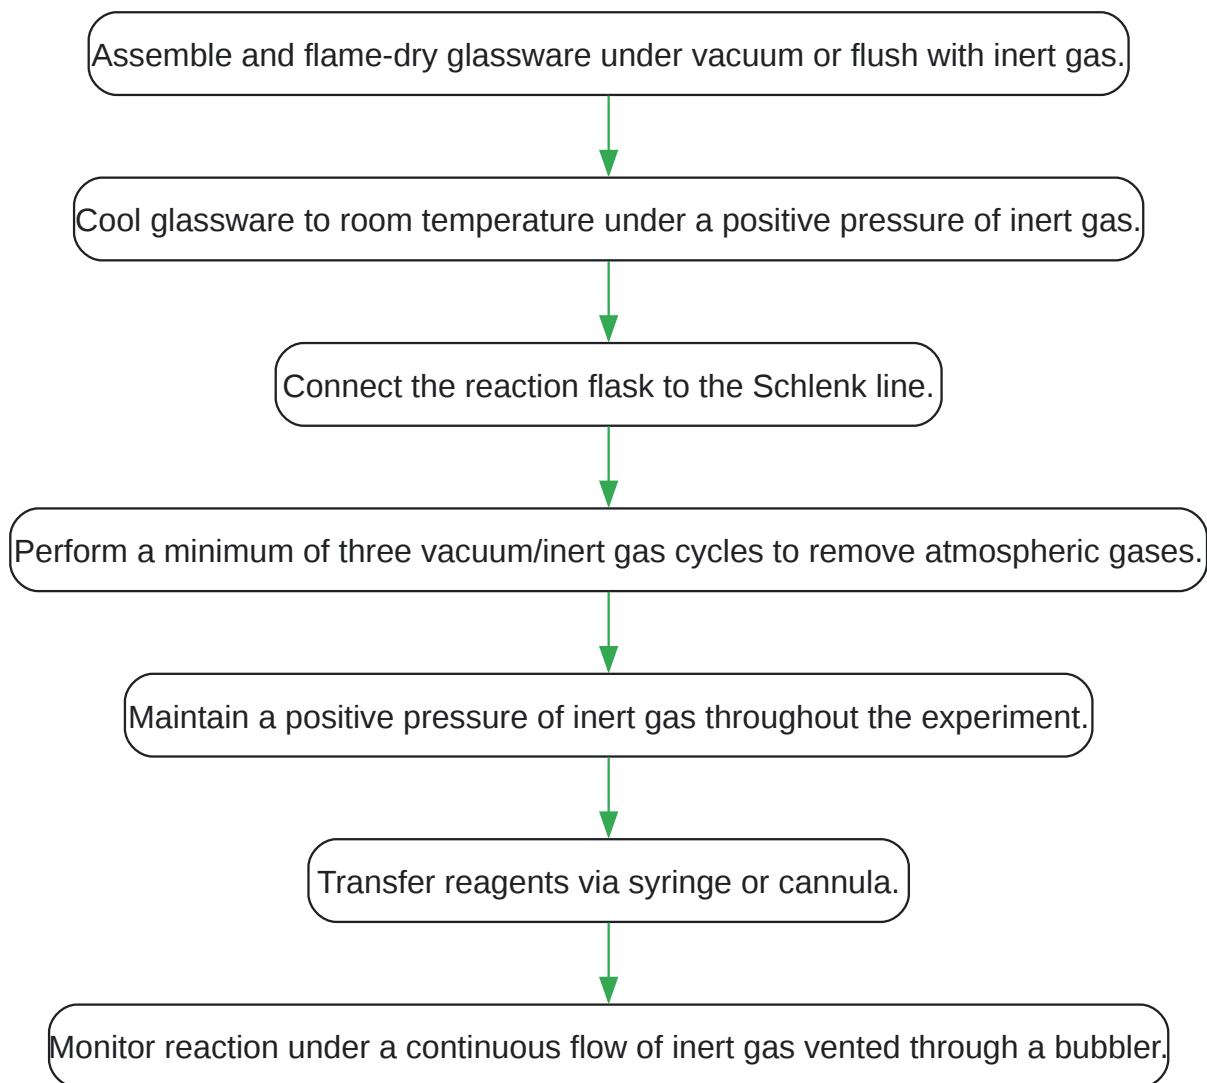 Assemble and flame-dry glassware under vacuum or flush with inert gas.
Cool glassware to room temperature under a positive pressure of inert gas.
Connect the reaction flask to the Schlenk line.
Perform a minimum of three vacuum/inert gas cycles to remove atmospheric gases.
Maintain a positive pressure of inert gas throughout the experiment.
Transfer reagents via syringe or cannula.
Monitor reaction under a continuous flow of inert gas vented through a bubbler.